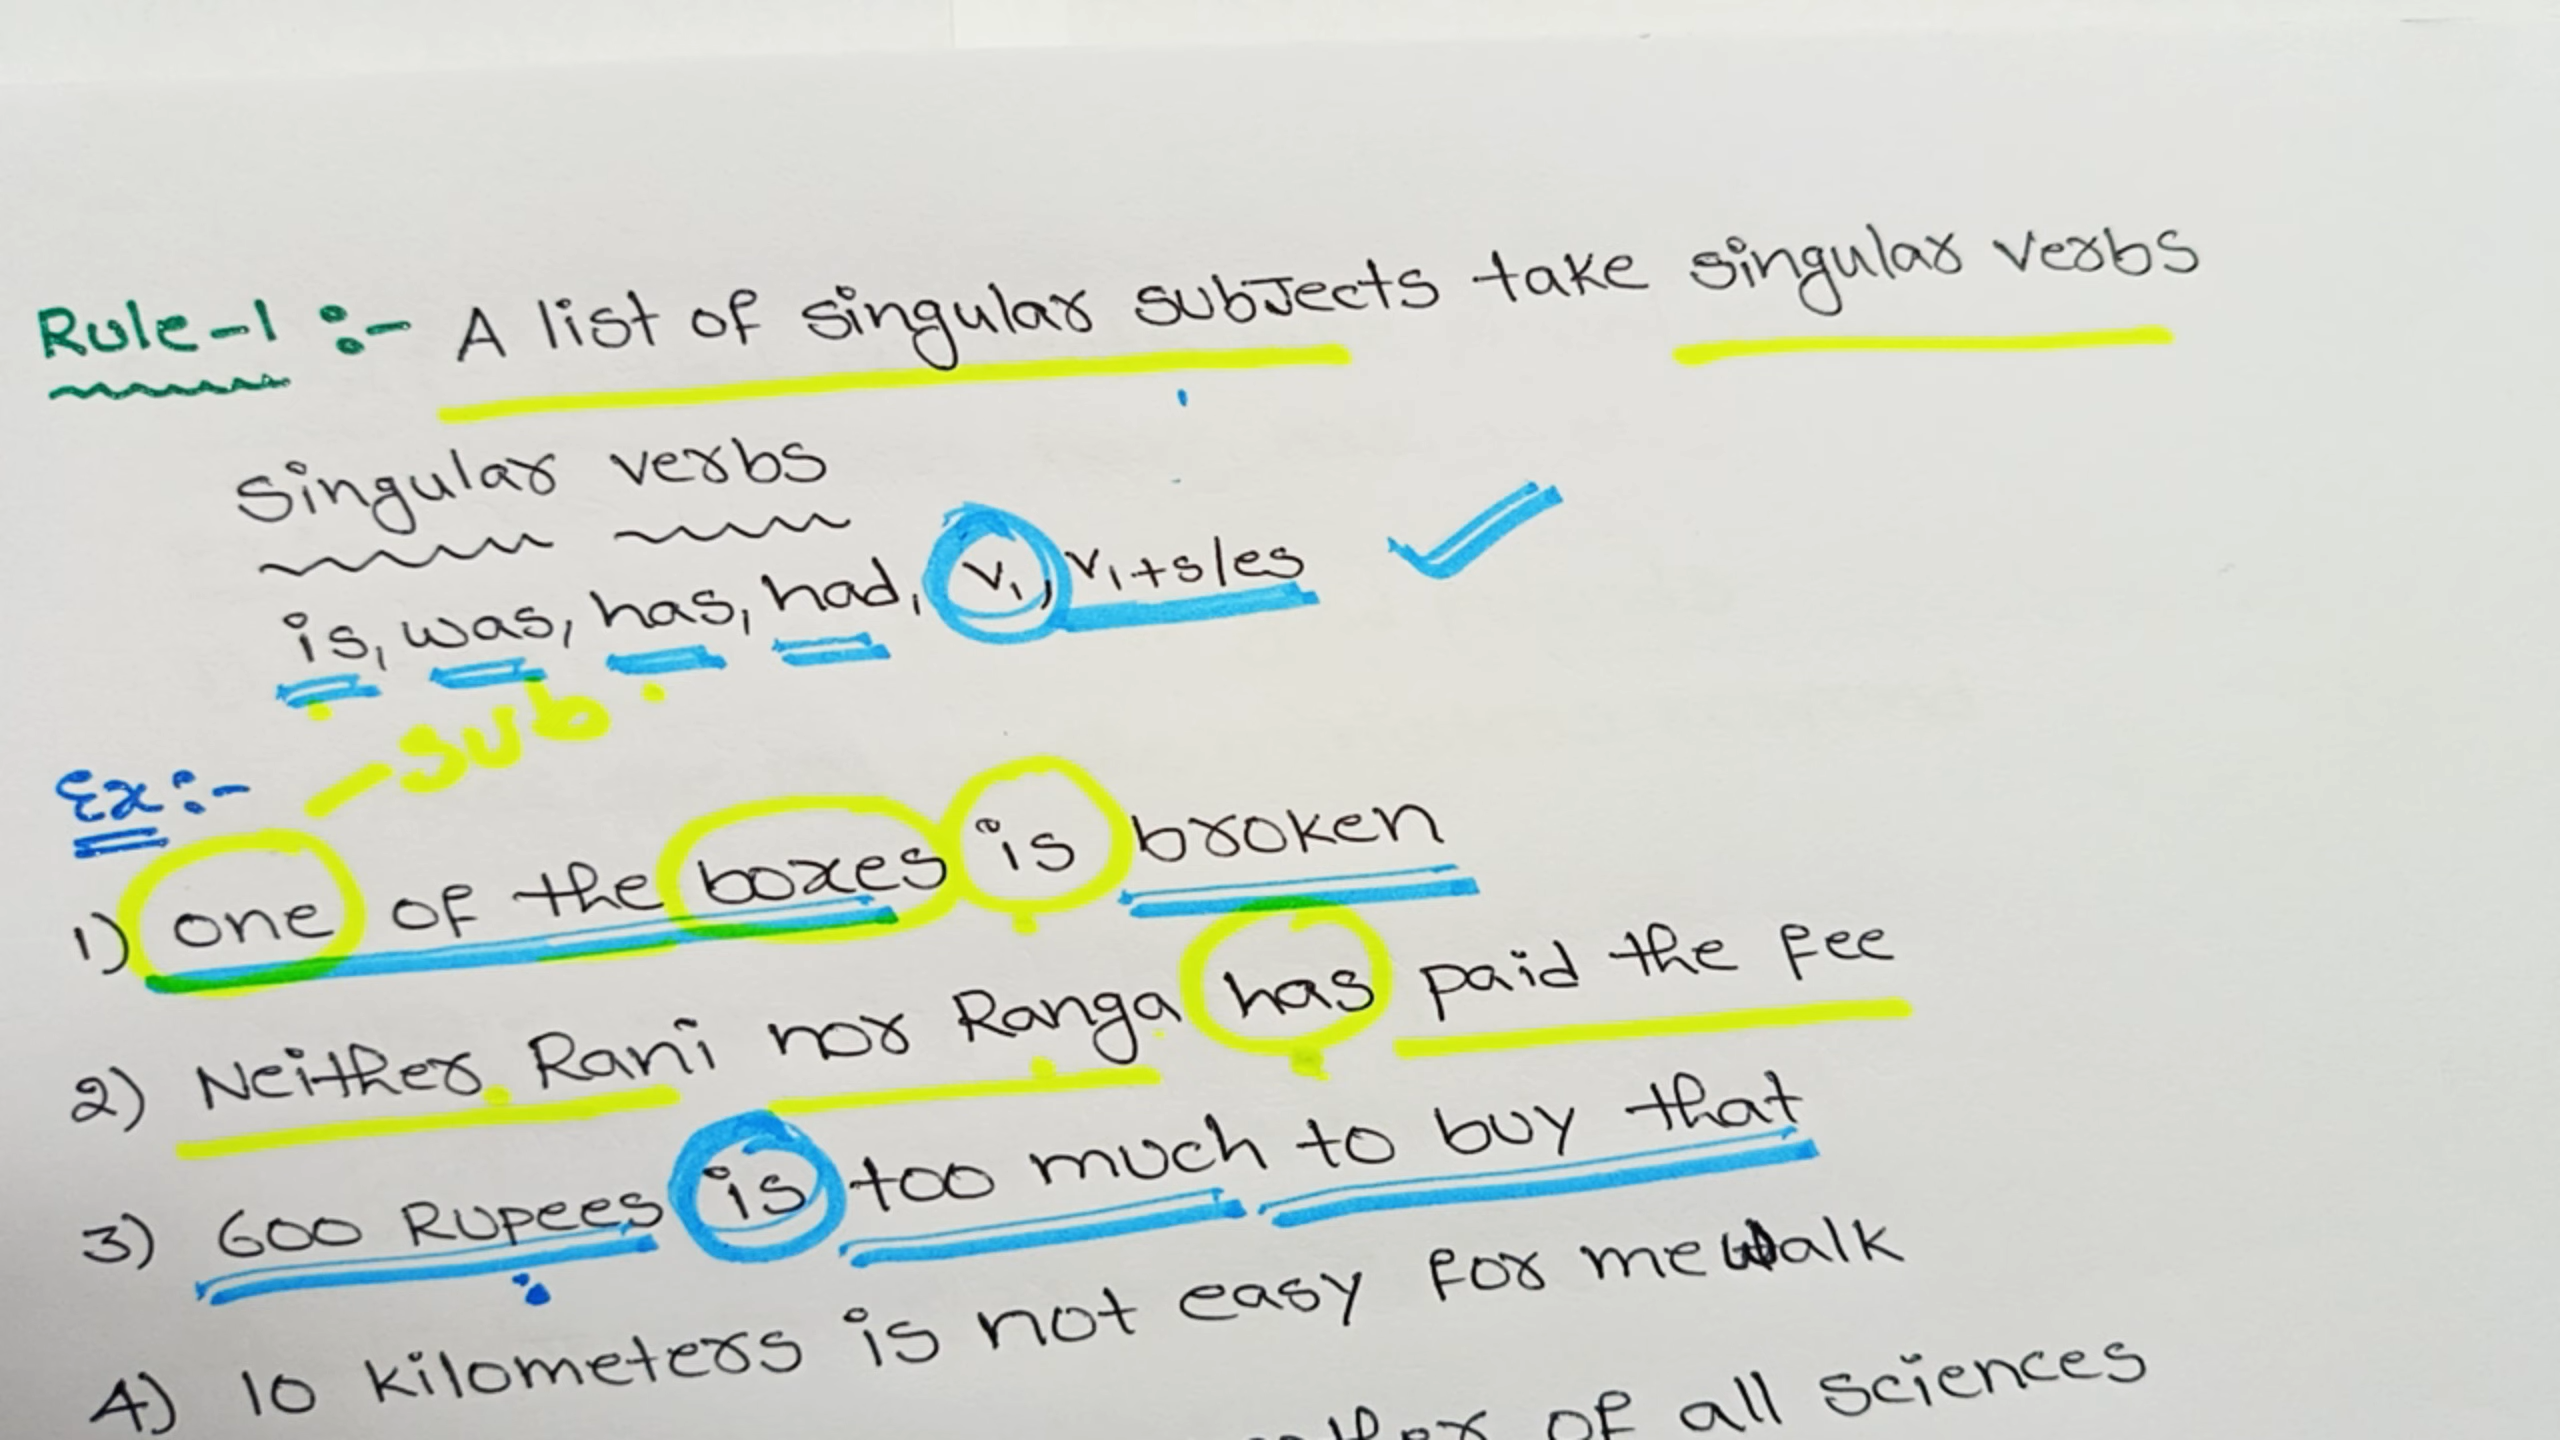 Rule-1 :- A list of singular subjects take singular verbs
Singular verbs
is, was, has, had, V1, V1+s/es
sub
Ex:-
1) one of the boxes is broken
2) Neither Rani nor Ranga has paid the fee
3) 600 Rupees is too much to buy that
4) 10 kilometers is not easy for me walk
of all sciences